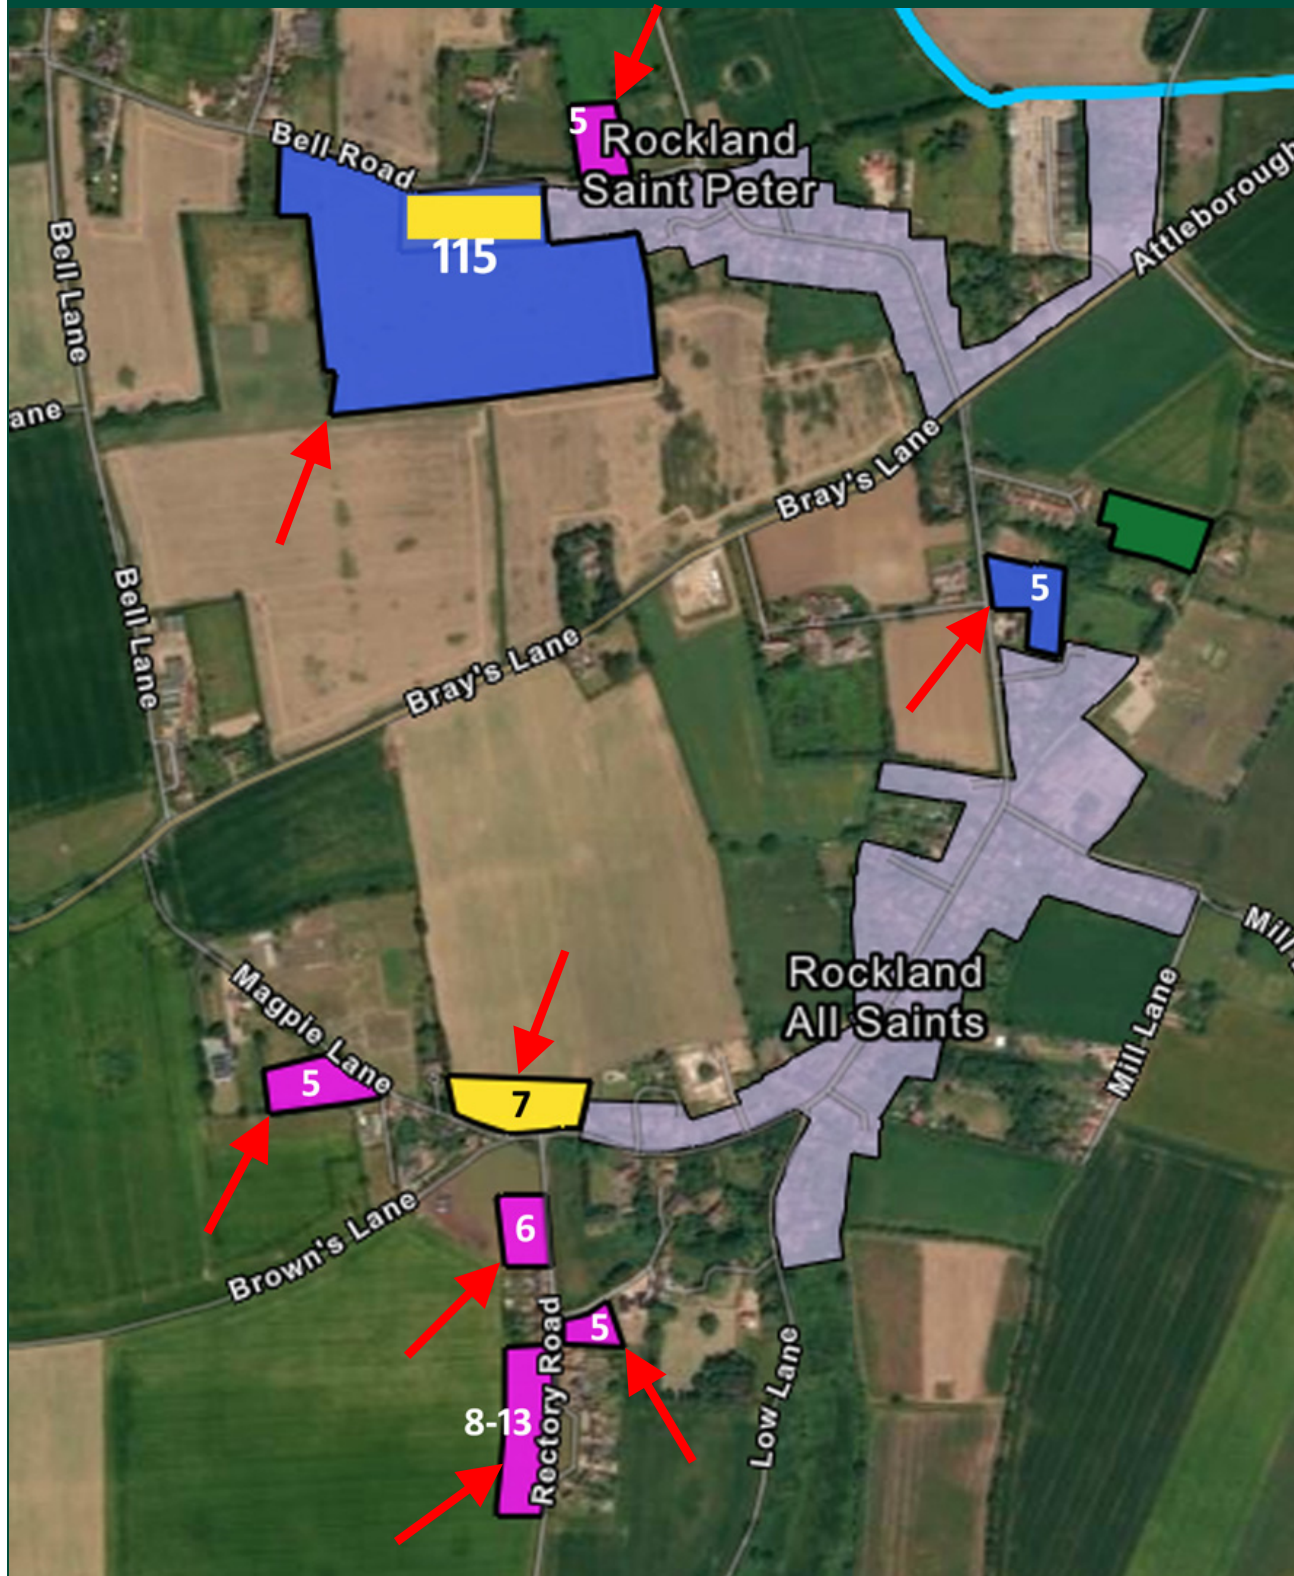 5
Rockland
Saint Peter
Bell Road
115
Attleborough
Bell Lane
ane
Bray's Lane
5
Bell Lane
Bray's Lane
Rockland
All Saints
Mill
Magpie Lane
Mill Lane
5
7
Brown's Lane
6
5
Rectory Road
Low Lane
8-13